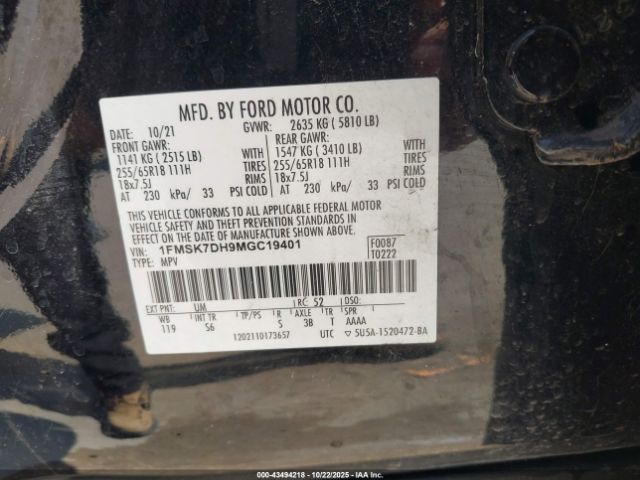 MFD. BY FORD MOTOR CO.
DATE: 10/21 GVWR: 2635 KG ( 5810 LB)
FRONT GAWR: REAR GAWR:
1141 KG ( 2515 LB) WITH 1547 KG ( 3410 LB) WITH
255/65R18 111H TIRES 255/65R18 111H TIRES
18x7.5J RIMS 18x7.5J RIMS
AT 230 kPa/ 33 PSI COLD AT 230 kPa/ 33 PSI COLD
THIS VEHICLE CONFORMS TO ALL APPLICABLE FEDERAL MOTOR
VEHICLE SAFETY AND THEFT PREVENTION STANDARDS IN
EFFECT ON THE DATE OF MANUFACTURE SHOWN ABOVE.
VIN: 1FMSK7DH9MGC19401 F0087
TYPE: MPV T0222
EXT PNT: UM RC: 52 DSO:
WB INT TR TP/PS R AXLE TR SPR
119 S6 S 3B T AAAA
1202110173657 UTC 5U5A-1520472-BA
000-43494218 - 10/22/2025 - IAA Inc.